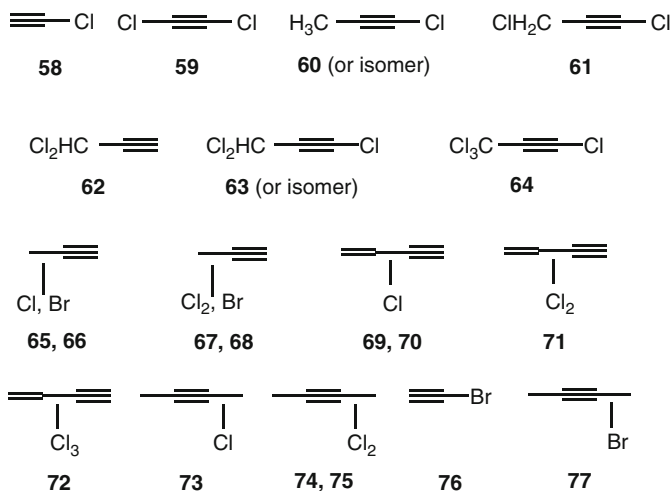 Cl Cl Cl H₃C Cl ClH₂C Cl
58 59 60 (or isomer) 61
Cl₂HC Cl₂HC Cl Cl₃C Cl
62 63 (or isomer) 64
Cl, Br Cl₂, Br Cl Cl₂
65, 66 67, 68 69, 70 71
Br
Cl₃ Cl Cl₂ Br
72 73 74, 75 76 77